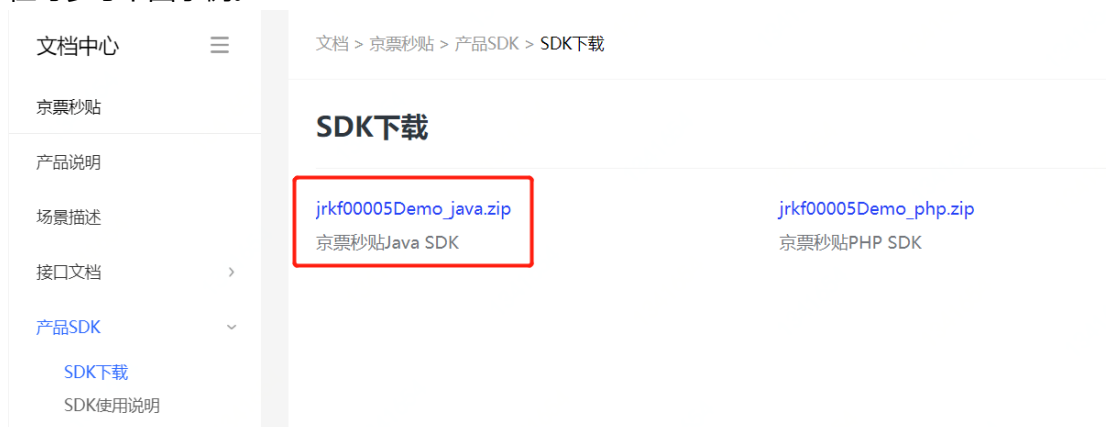 文档中心
京票秒贴
产品说明
场景描述
接口文档
产品SDK
SDK下载
SDK使用说明
文档 > 京票秒贴 > 产品SDK > SDK下载
SDK下载
jrkf00005Demo_java.zip
京票秒贴Java SDK
jrkf00005Demo_php.zip
京票秒贴PHP SDK